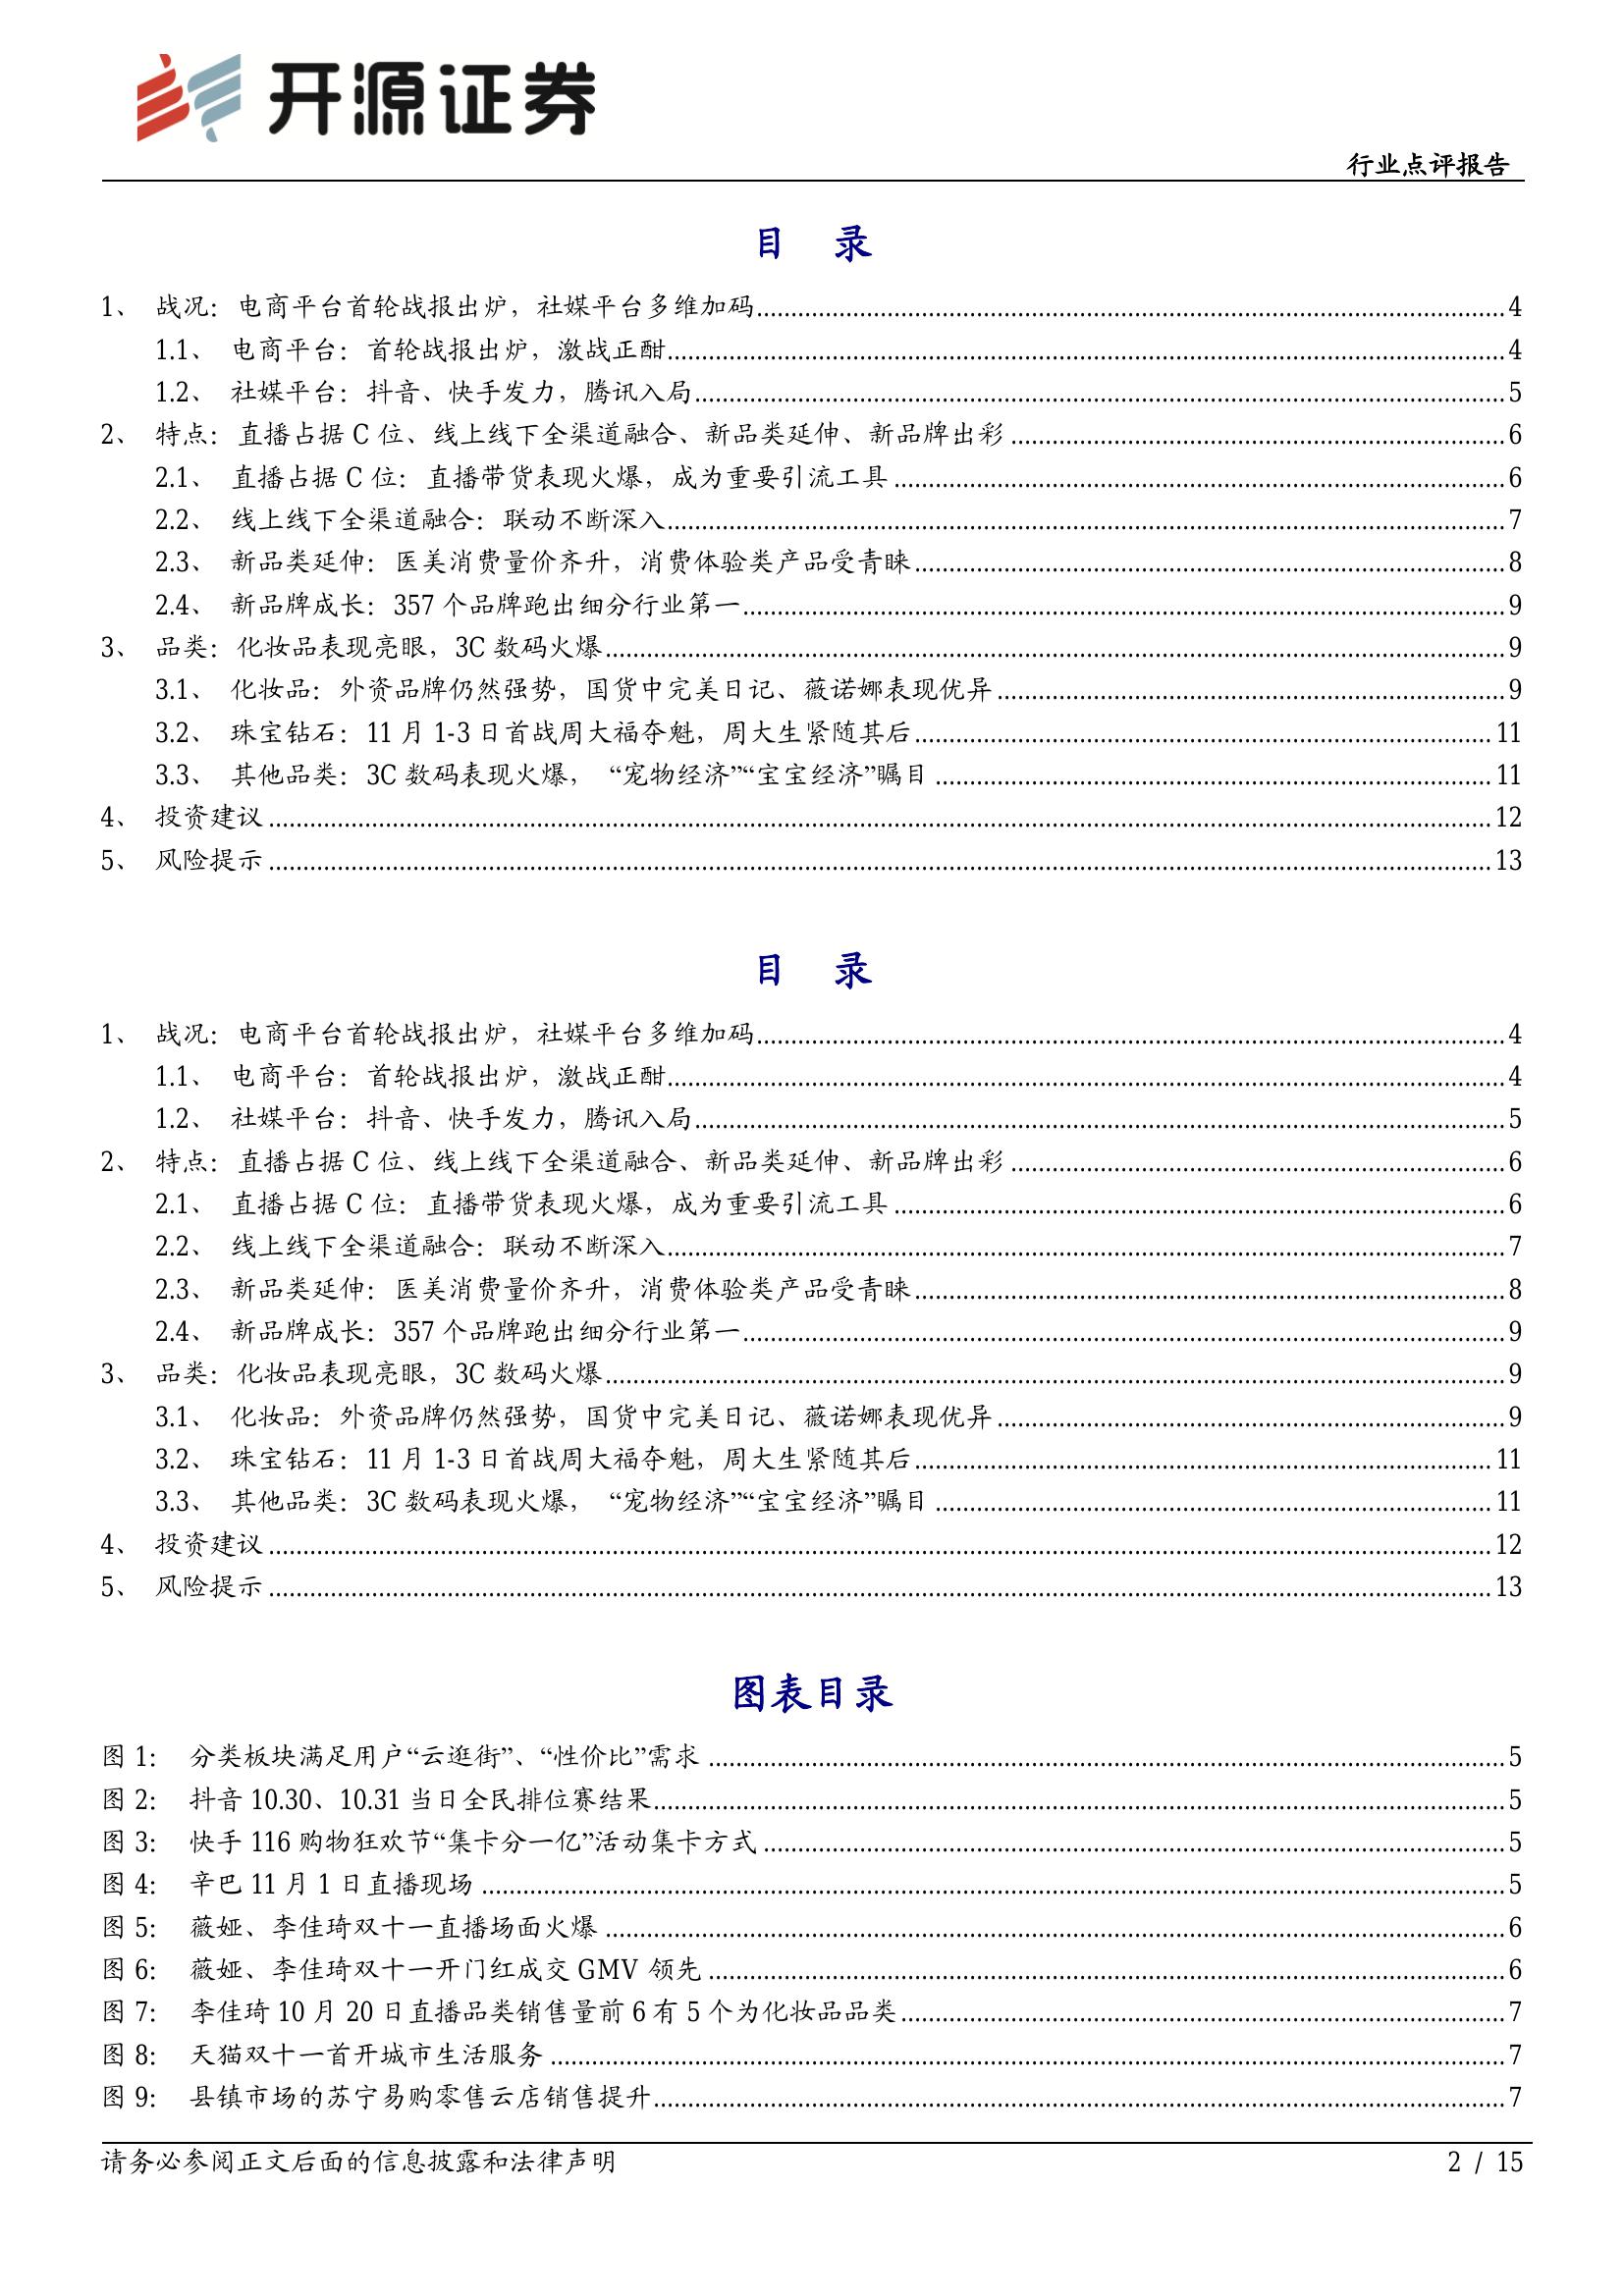 开源证券
行业点评报告
目 录
1、 战况：电商平台首轮战报出炉，社媒平台多维加码........4
1.1、 电商平台：首轮战报出炉，激战正酣........4
1.2、 社媒平台：抖音、快手发力，腾讯入局........5
2、 特点：直播占据 C 位、线上线下全渠道融合、新品类延伸、新品牌出彩........6
2.1、 直播占据 C 位：直播带货表现火爆，成为重要引流工具........6
2.2、 线上线下全渠道融合：联动不断深入........7
2.3、 新品类延伸：医美消费量价齐升，消费体验类产品受青睐........8
2.4、 新品牌成长：357 个品牌跑出细分行业第一........9
3、 品类：化妆品表现亮眼，3C 数码火爆........9
3.1、 化妆品：外资品牌仍然强势，国货中完美日记、薇诺娜表现优异........9
3.2、 珠宝钻石：11 月 1-3 日首战周大福夺魁，周大生紧随其后........11
3.3、 其他品类：3C 数码表现火爆， “宠物经济”“宝宝经济”瞩目........11
4、 投资建议........12
5、 风险提示........13
目 录
1、 战况：电商平台首轮战报出炉，社媒平台多维加码........4
1.1、 电商平台：首轮战报出炉，激战正酣........4
1.2、 社媒平台：抖音、快手发力，腾讯入局........5
2、 特点：直播占据 C 位、线上线下全渠道融合、新品类延伸、新品牌出彩........6
2.1、 直播占据 C 位：直播带货表现火爆，成为重要引流工具........6
2.2、 线上线下全渠道融合：联动不断深入........7
2.3、 新品类延伸：医美消费量价齐升，消费体验类产品受青睐........8
2.4、 新品牌成长：357 个品牌跑出细分行业第一........9
3、 品类：化妆品表现亮眼，3C 数码火爆........9
3.1、 化妆品：外资品牌仍然强势，国货中完美日记、薇诺娜表现优异........9
3.2、 珠宝钻石：11 月 1-3 日首战周大福夺魁，周大生紧随其后........11
3.3、 其他品类：3C 数码表现火爆， “宠物经济”“宝宝经济”瞩目........11
4、 投资建议........12
5、 风险提示........13
图表目录
图 1： 分类板块满足用户“云逛街”、“性价比”需求........5
图 2： 抖音 10.30、10.31 当日全民排位赛结果........5
图 3： 快手 116 购物狂欢节“集卡分一亿”活动集卡方式........5
图 4： 辛巴 11 月 1 日直播现场........5
图 5： 薇娅、李佳琦双十一直播场面火爆........6
图 6： 薇娅、李佳琦双十一开门红成交 GMV 领先........6
图 7： 李佳琦 10 月 20 日直播品类销售量前 6 有 5 个为化妆品品类........7
图 8： 天猫双十一首开城市生活服务........7
图 9： 县镇市场的苏宁易购零售云店销售提升........7
请务必参阅正文后面的信息披露和法律声明
2 / 15